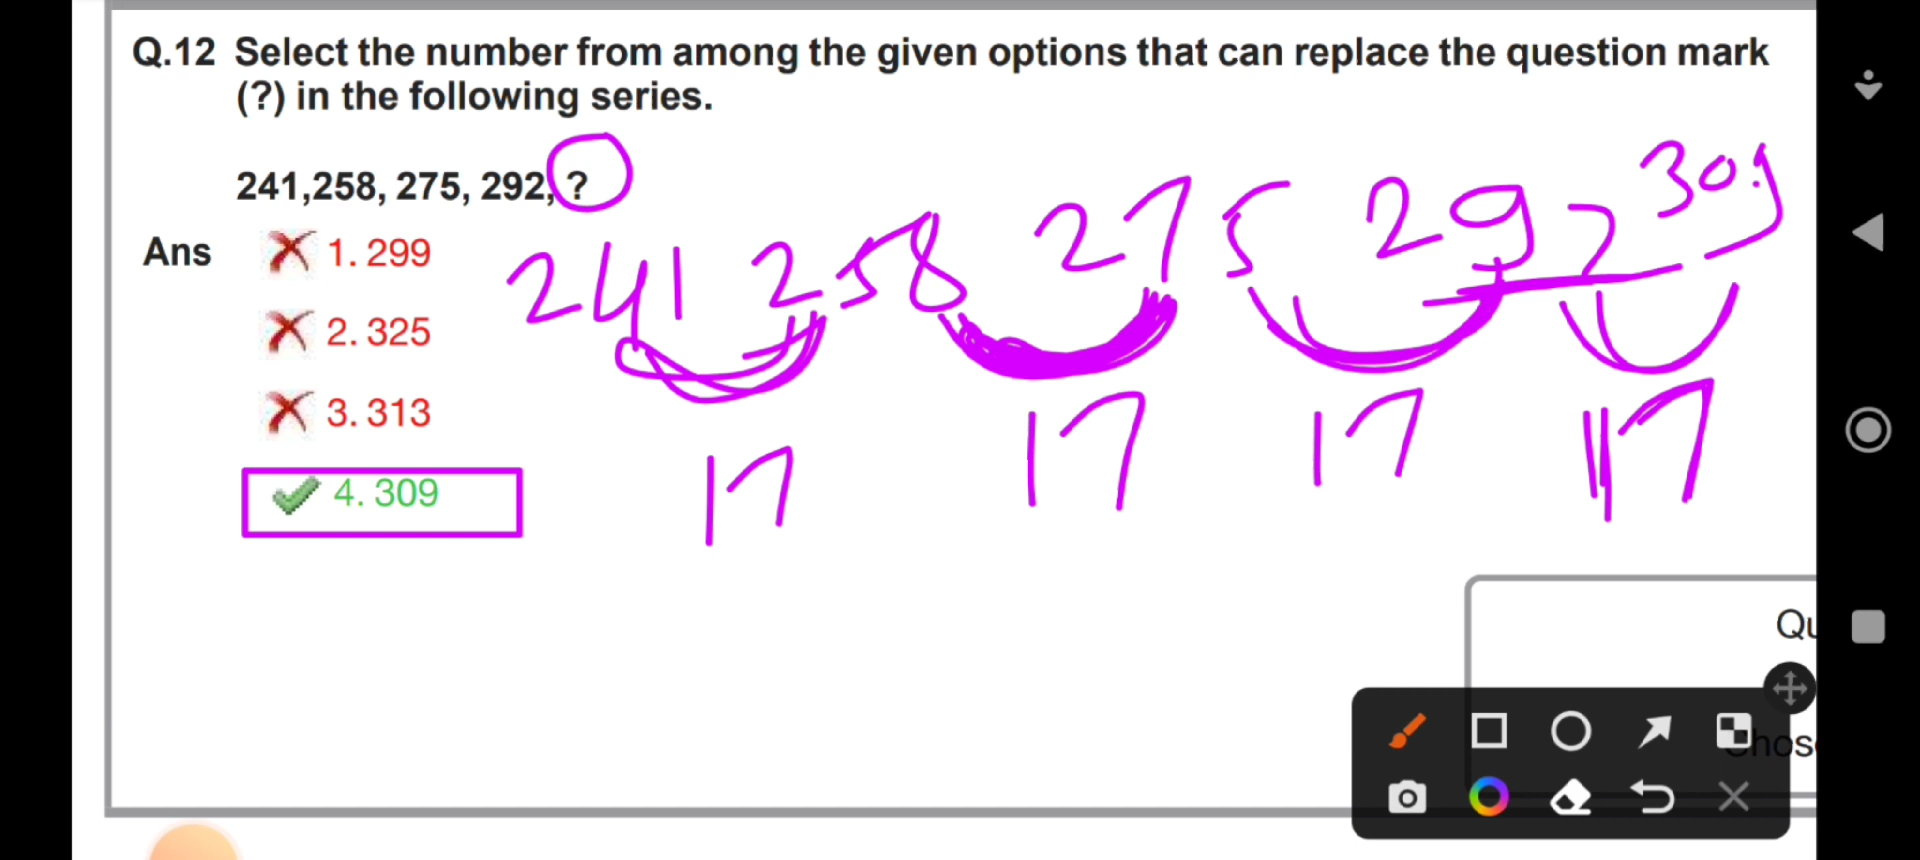 Q.12 Select the number from among the given options that can replace the question mark
(?) in the following series.
241,258, 275, 292, ?
Ans 1. 299
2. 325
3. 313
4. 309
241 258 275 292 309
17 17 17 17
Qu
Chos